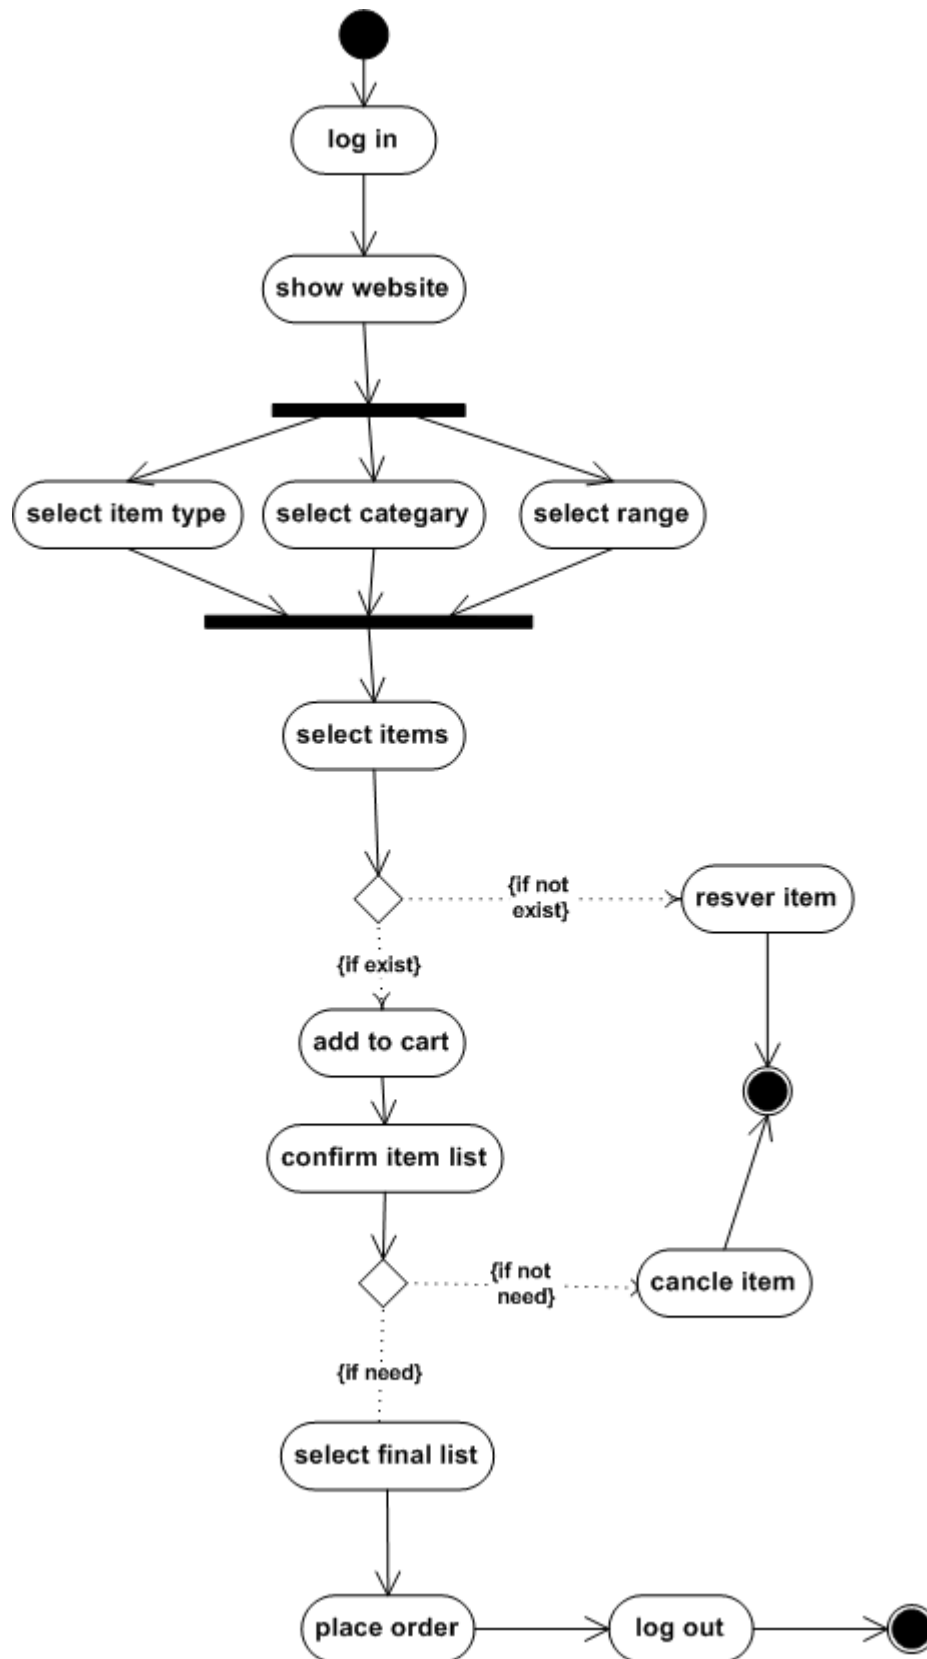 log in
show website
select item type
select categary
select range
select items
{if not
exist}
resver item
{if exist}
add to cart
confirm item list
{if not
need}
cancle item
{if need}
select final list
place order
log out